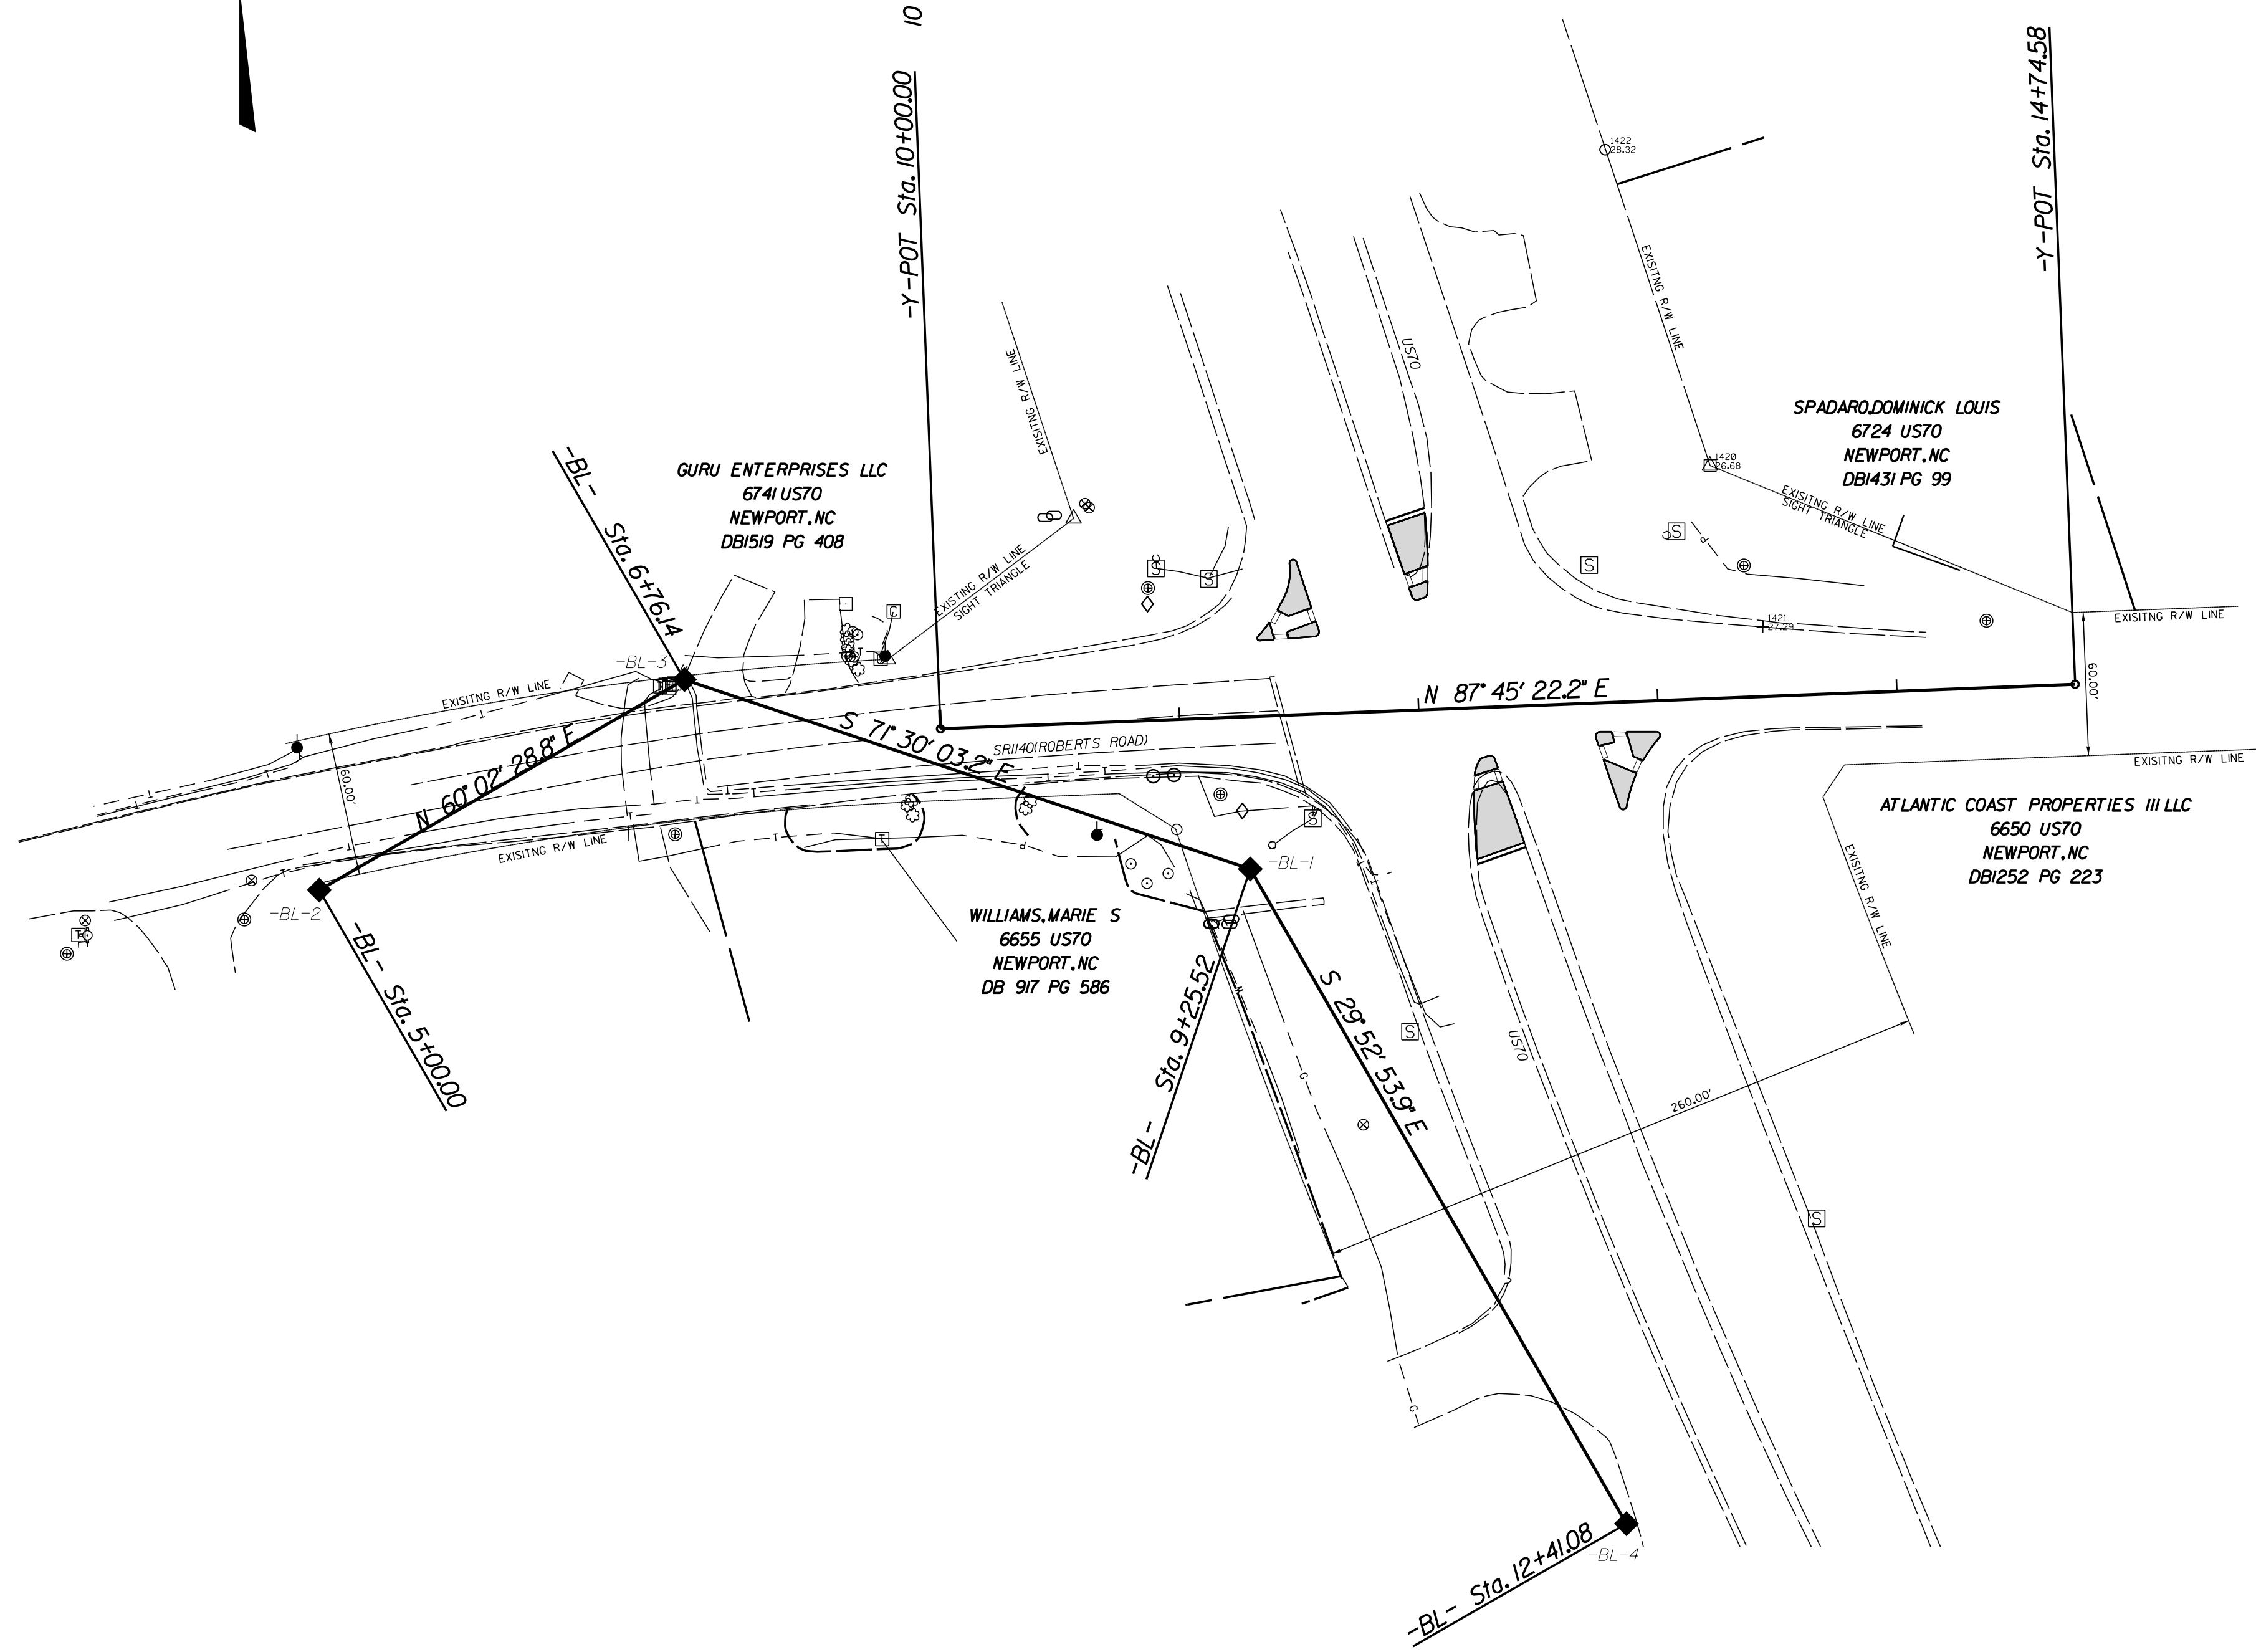 10
-Y-POT Sta. 10+00.00
-Y-POT Sta. 14+74.58
1422
28.32
EXISITNG R/W LINE
US70
EXISITNG R/W LINE
SPADARO,DOMINICK LOUIS
6724 US70
NEWPORT,NC
DB1431 PG 99
1420
26.68
EXISITNG R/W LINE
SIGHT TRIANGLE
-BL- Sta. 6+76.14
GURU ENTERPRISES LLC
6741 US70
NEWPORT,NC
DB1519 PG 408
EXISTING R/W LINE
SIGHT TRIANGLE
S
S
S
S
C
P
1421
27.29
EXISITNG R/W LINE
60.00'
-BL-3
T
EXISITNG R/W LINE
N 87° 45' 22.2" E
S 71° 30' 03.2" E
SR1140(ROBERTS ROAD)
N 60° 02' 28.8" E
60.00'
EXISITNG R/W LINE
EXISITNG R/W LINE
T
T
T
T
P
S
-BL-1
ATLANTIC COAST PROPERTIES III LLC
6650 US70
NEWPORT,NC
DB1252 PG 223
EXISITNG R/W LINE
-BL-2
T
WILLIAMS,MARIE S
6655 US70
NEWPORT,NC
DB 917 PG 586
-BL- Sta. 5+00.00
-BL- Sta. 9+25.52
S 29° 52' 53.9" E
W
G
S
US70
260.00'
S
G
-BL- Sta. 12+41.08
-BL-4